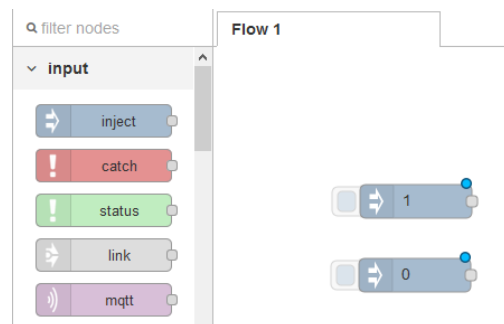 filter nodes
Flow 1
input
inject
catch
status
link
mqtt
1
0